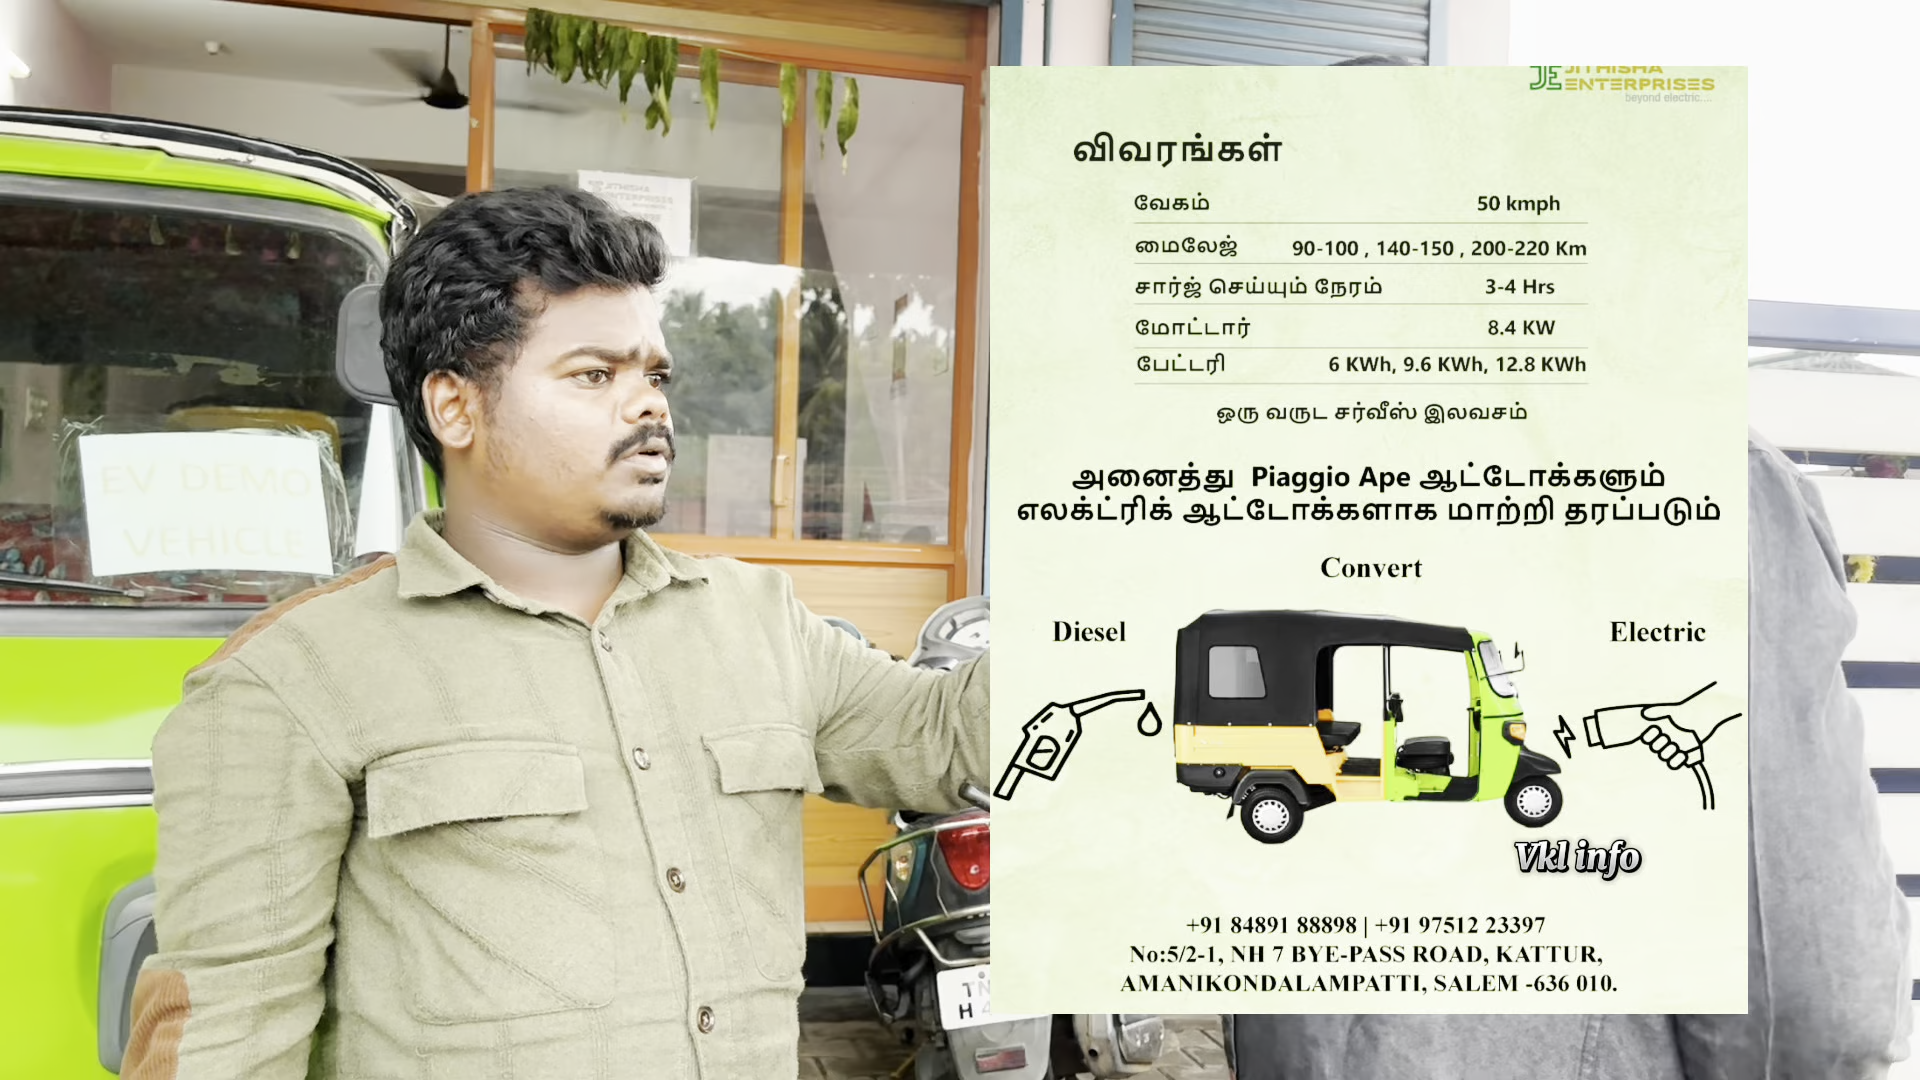 JITHISHA
ENTERPRISES
beyond electric....
விவரங்கள்
வேகம் 50 kmph
மைலேஜ் 90-100 , 140-150 , 200-220 Km
சார்ஜ் செய்யும் நேரம் 3-4 Hrs
மோட்டார் 8.4 KW
பேட்டரி 6 KWh, 9.6 KWh, 12.8 KWh
ஒரு வருட சர்வீஸ் இலவசம்
அனைத்து Piaggio Ape ஆட்டோக்களும்
எலக்ட்ரிக் ஆட்டோக்களாக மாற்றி தரப்படும்
Convert
Diesel
Electric
Vkl info
+91 84891 88898 | +91 97512 23397
No:5/2-1, NH 7 BYE-PASS ROAD, KATTUR,
AMANIKONDALAMPATTI, SALEM -636 010.
EV DEMO
VEHICLE
JITHISHA
ENTERPRISES
TN
H